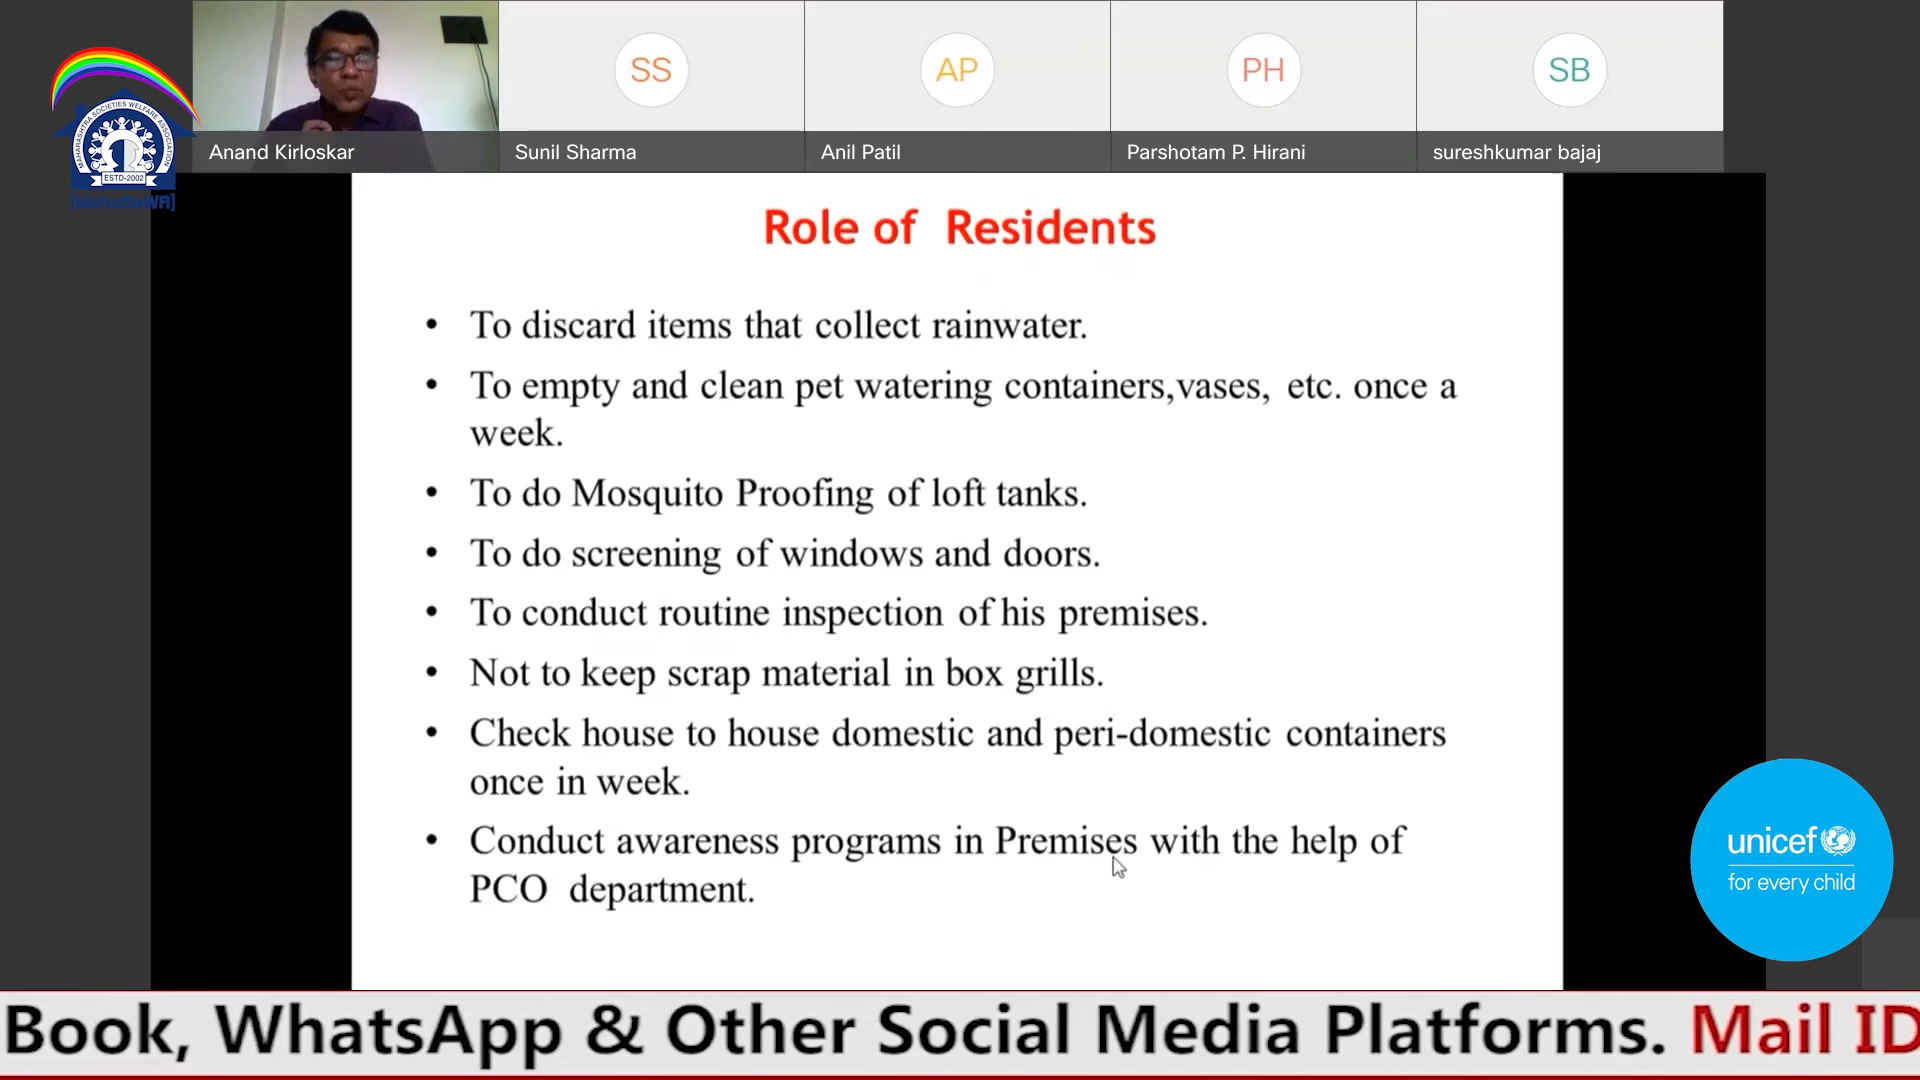 SS
AP
PH
SB
Anand Kirloskar
Sunil Sharma
Anil Patil
Parshotam P. Hirani
sureshkumar bajaj
MAHARASHTRA SOCIETIES WELFARE ASSOCIATION
ESTD-2002
[MahaSeWA]
Role of Residents
• To discard items that collect rainwater.
• To empty and clean pet watering containers,vases, etc. once a
week.
• To do Mosquito Proofing of loft tanks.
• To do screening of windows and doors.
• To conduct routine inspection of his premises.
• Not to keep scrap material in box grills.
• Check house to house domestic and peri-domestic containers
once in week.
• Conduct awareness programs in Premises with the help of
PCO department.
unicef
for every child
Book, WhatsApp & Other Social Media Platforms. Mail ID